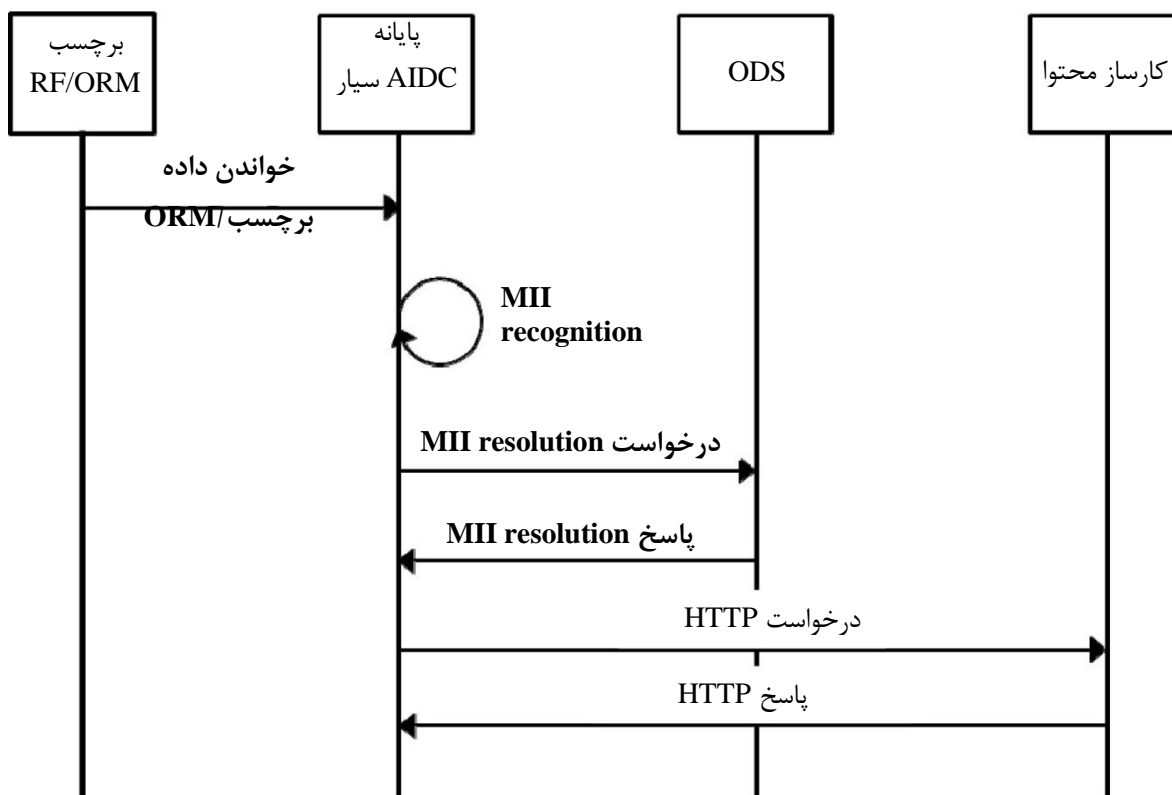 برچسب
RF/ORM
پایانه
سیار AIDC
ODS
کارساز محتوا
خواندن داده
برچسب/ORM
MII
recognition
درخواست MII resolution
پاسخ MII resolution
درخواست HTTP
پاسخ HTTP